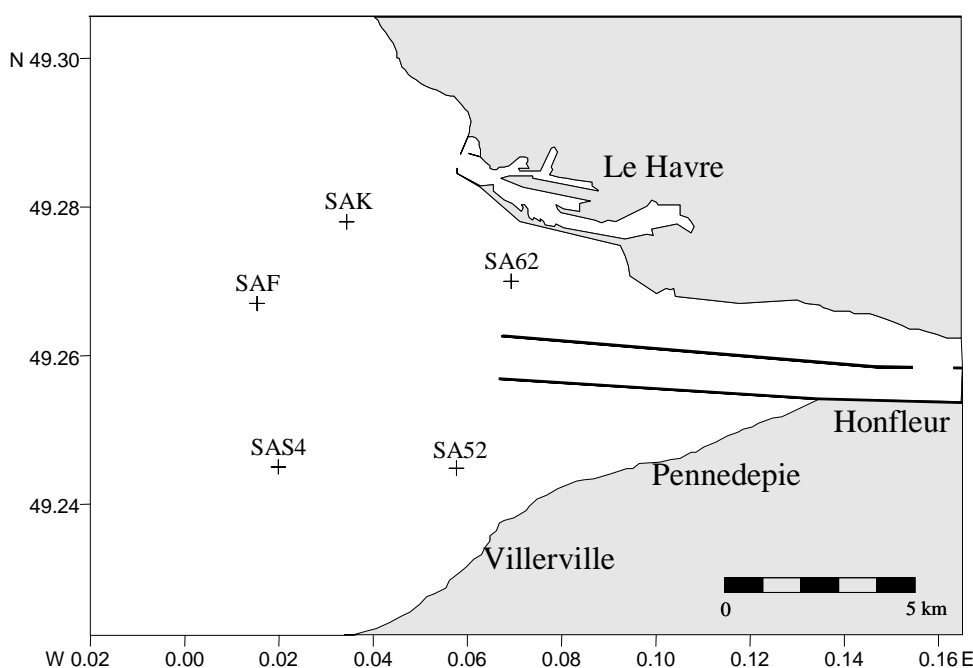 N 49.30
Le Havre
49.28
SAK
SA62
SAF
49.26
Honfleur
SAS4
SA52
Pennedepie
49.24
Villerville
0 5 km
W 0.02 0.00 0.02 0.04 0.06 0.08 0.10 0.12 0.14 0.16 E